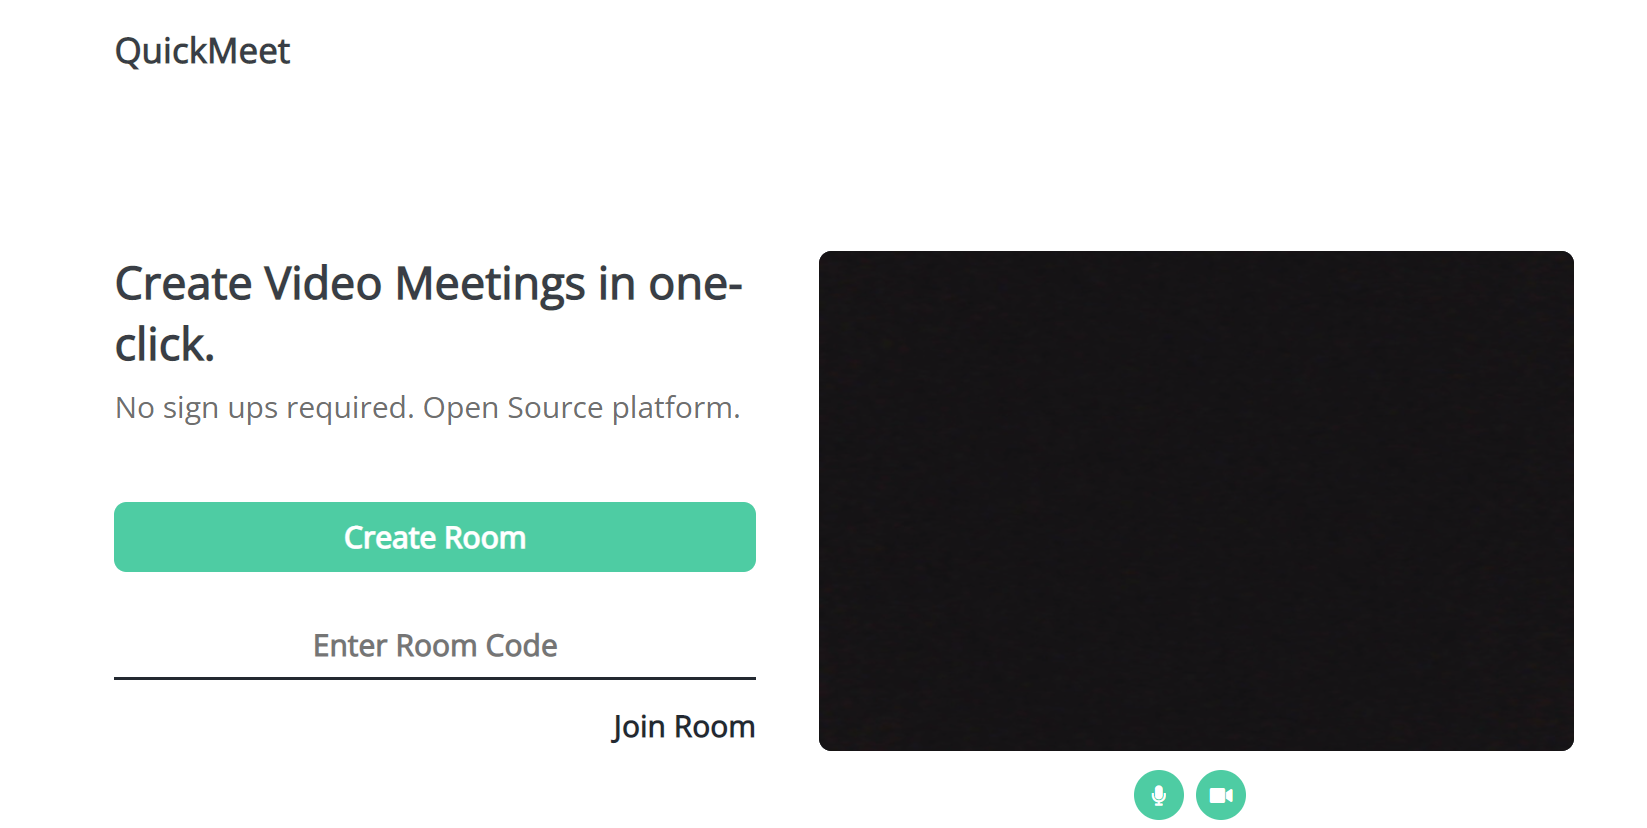 QuickMeet
Create Video Meetings in one-
click.
No sign ups required. Open Source platform.
Create Room
Enter Room Code
Join Room